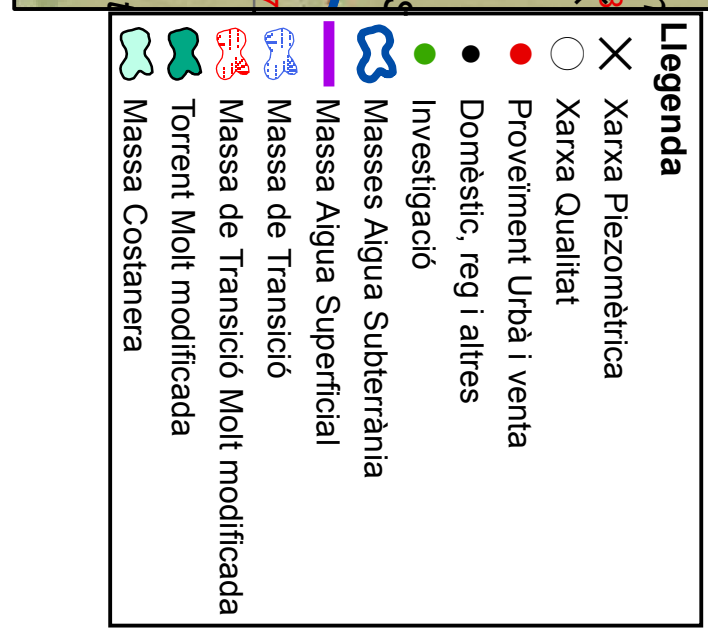 Llegenda
Xarxa Piezomètrica
Xarxa Qualitat
Proveïment Urbà i venta
Domèstic, reg i altres
Investigació
Masses Aigua Subterrània
Massa Aigua Superficial
Massa de Transició
Massa de Transició Molt modificada
Torrent Molt modificada
Massa Costanera